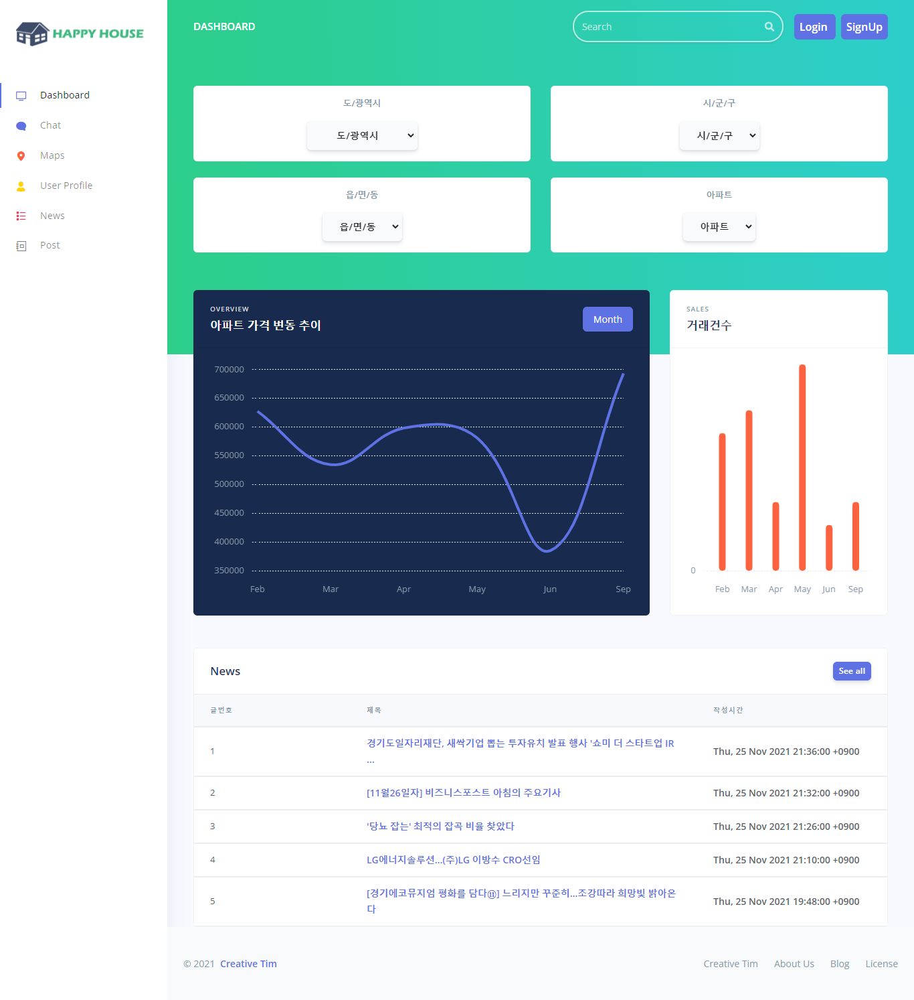 HAPPY HOUSE
Dashboard
Chat
Maps
User Profile
News
Post
DASHBOARD
Search
Login
SignUp
도/광역시
도/광역시
시/군/구
시/군/구
읍/면/동
읍/면/동
아파트
아파트
OVERVIEW
아파트 가격 변동 추이
Month
700000
650000
600000
550000
500000
450000
400000
350000
Feb Mar Apr May Jun Sep
SALES
거래건수
0
Feb Mar Apr May Jun Sep
News
See all
글번호 제목 작성시간
1 경기도일자리재단, 새싹기업 뽑는 투자유치 발표 행사 '쇼미 더 스타트업 IR Thu, 25 Nov 2021 21:36:00 +0900
...
2 [11월26일자] 비즈니스포스트 아침의 주요기사 Thu, 25 Nov 2021 21:32:00 +0900
3 '당뇨 잡는' 최적의 잡곡 비율 찾았다 Thu, 25 Nov 2021 21:26:00 +0900
4 LG에너지솔루션...(주)LG 이방수 CRO선임 Thu, 25 Nov 2021 21:10:00 +0900
5 [경기에코뮤지엄 평화를 담다⑪] 느리지만 꾸준히...조강따라 희망빛 밝아온 Thu, 25 Nov 2021 19:48:00 +0900
다
© 2021 Creative Tim
Creative Tim About Us Blog License